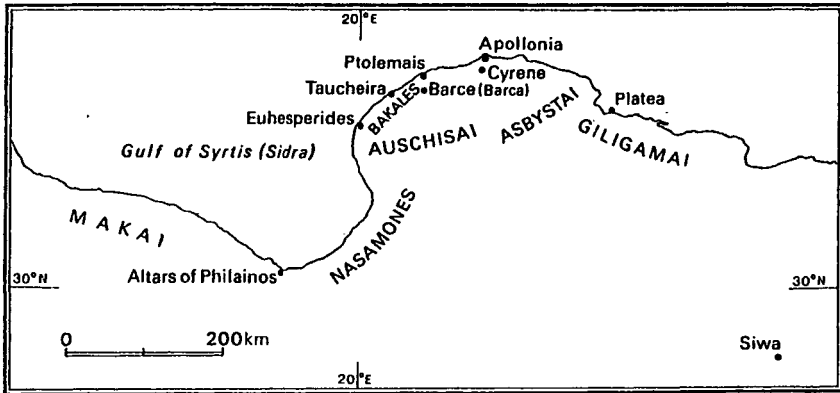 20°E
Apollonia
Ptolemais
Cyrene
Taucheira
Barce (Barca)
Platea
Euhesperides
BAKALES
AUSCHISAI
ASBYSTAI
GILIGAMAI
Gulf of Syrtis (Sidra)
MAKAI
NASAMONES
Altars of Philainos
30°N
30°N
0
200km
Siwa
20°E